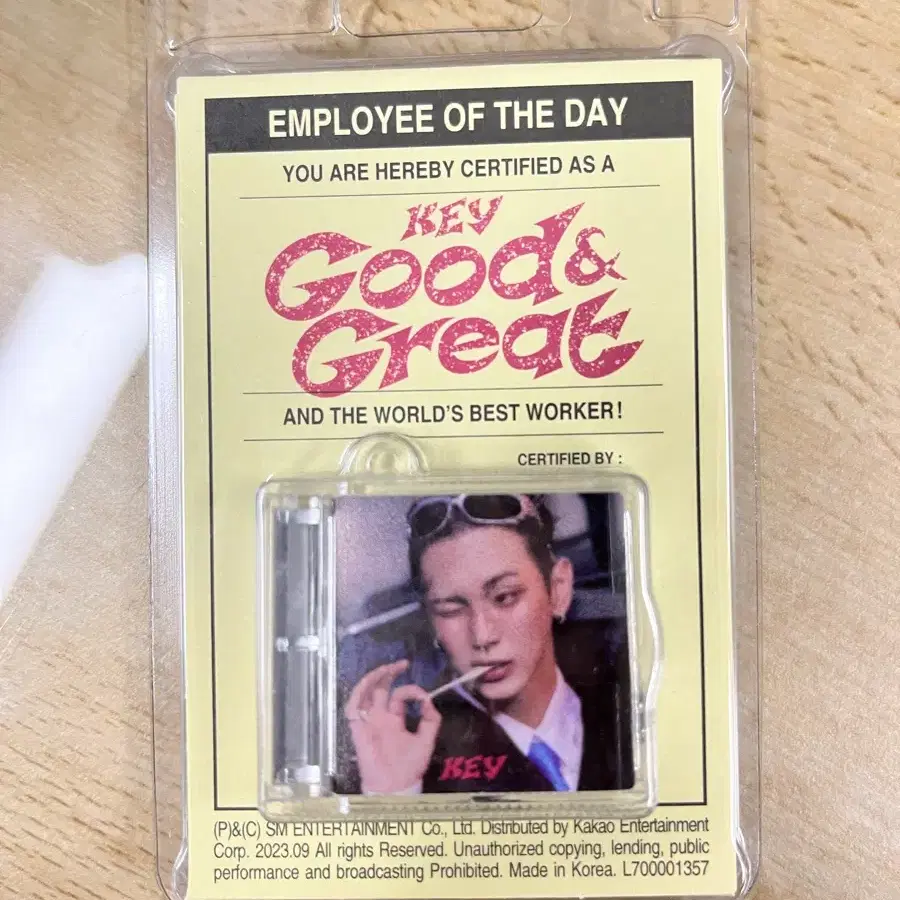 EMPLOYEE OF THE DAY
YOU ARE HEREBY CERTIFIED AS A
KEY
Good &
Great
AND THE WORLD'S BEST WORKER!
CERTIFIED BY :
KEY
(P)&(C) SM ENTERTAINMENT Co., Ltd. Distributed by Kakao Entertainment
Corp. 2023.09 All rights Reserved. Unauthorized copying, lending, public
performance and broadcasting Prohibited. Made in Korea. L700001357